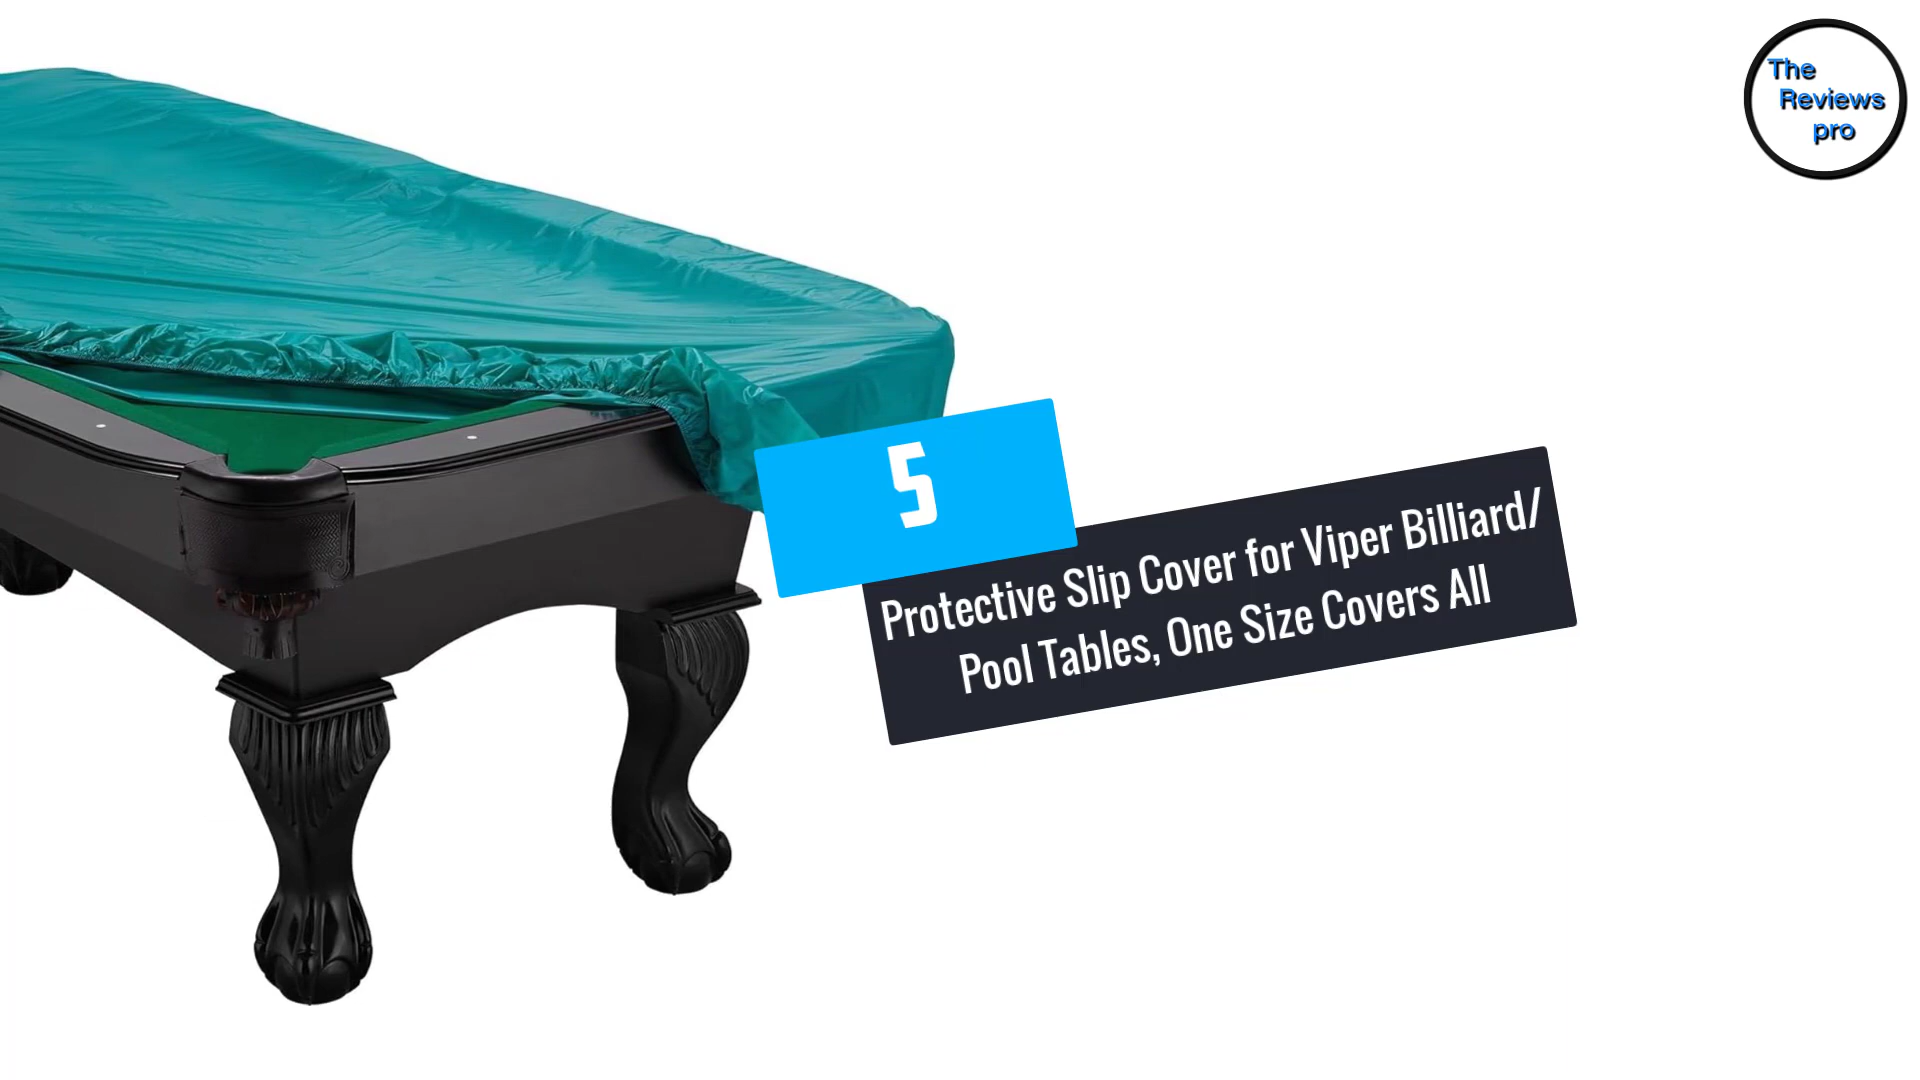 The
Reviews
pro
5
Protective Slip Cover for Viper Billiard/
Pool Tables, One Size Covers All